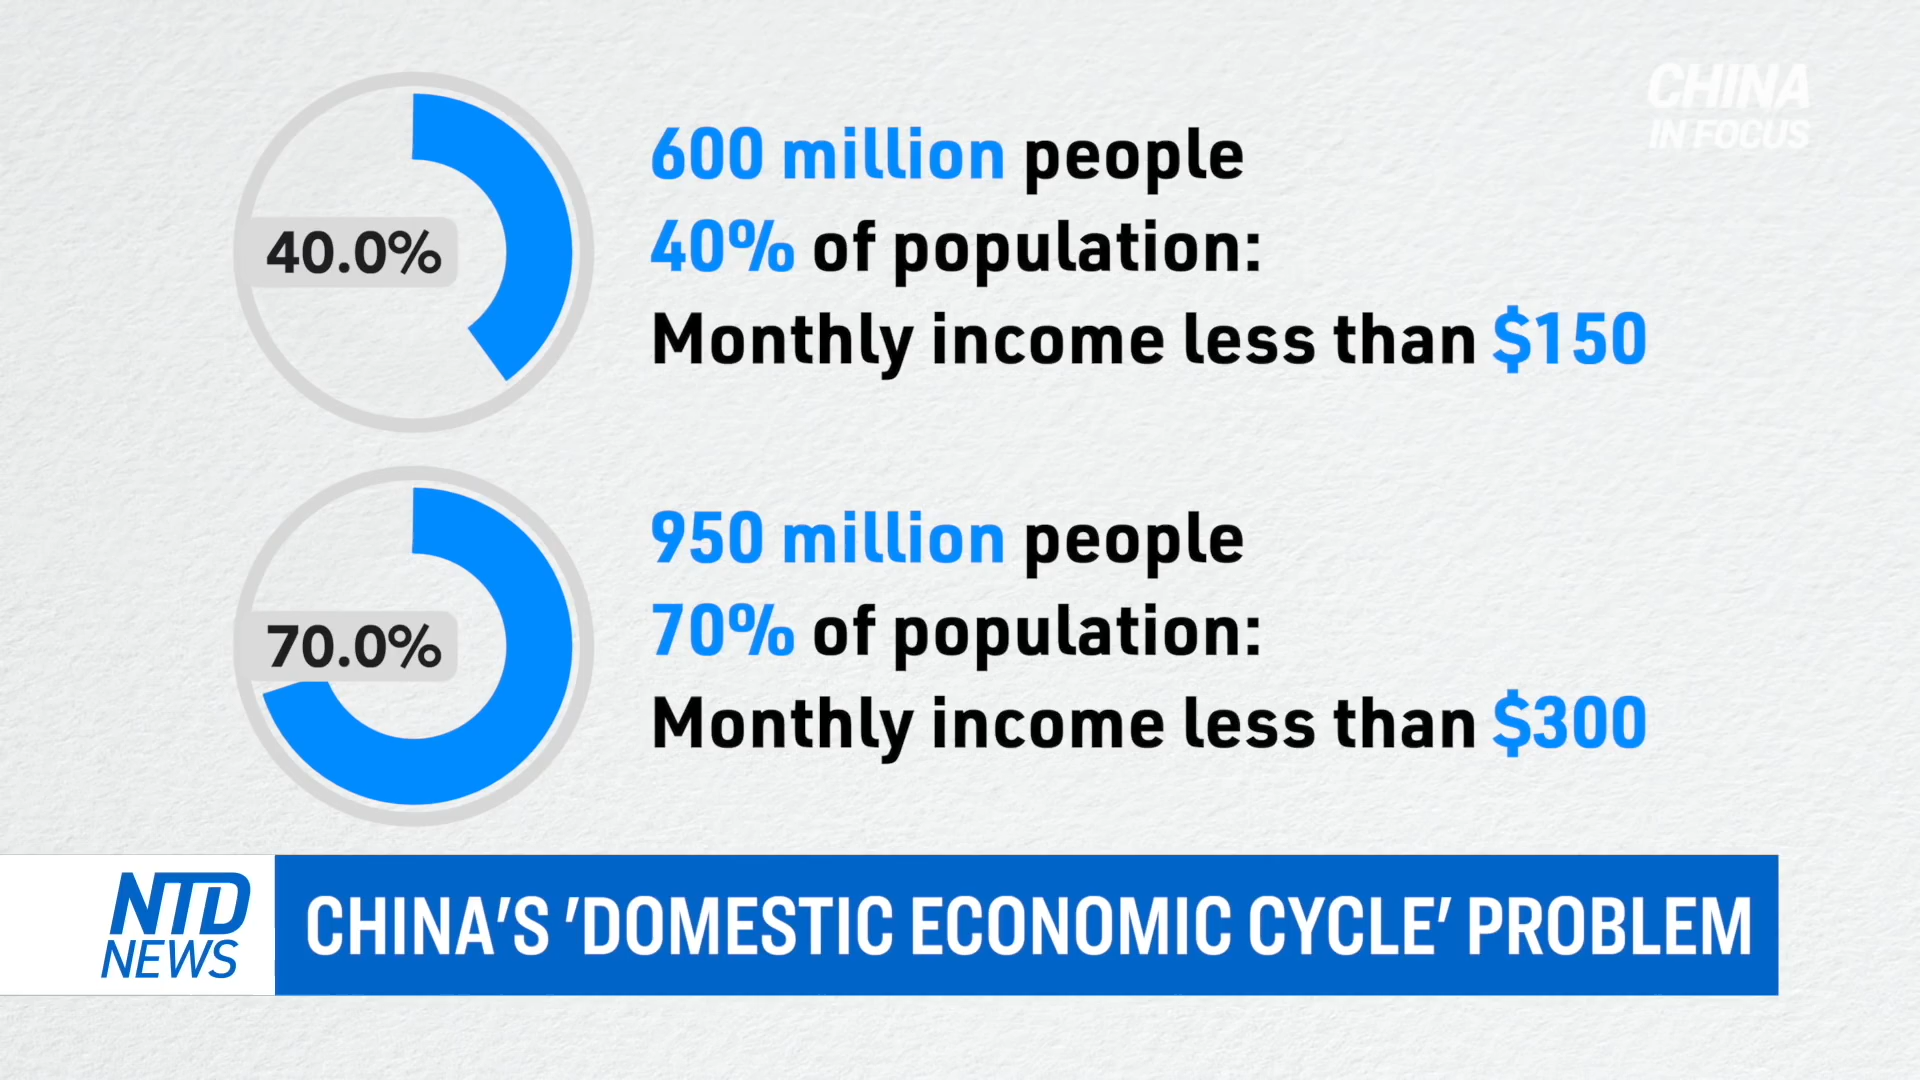 CHINA
IN FOCUS
40.0%
600 million people
40% of population:
Monthly income less than $150
70.0%
950 million people
70% of population:
Monthly income less than $300
NTD
NEWS
CHINA'S 'DOMESTIC ECONOMIC CYCLE' PROBLEM